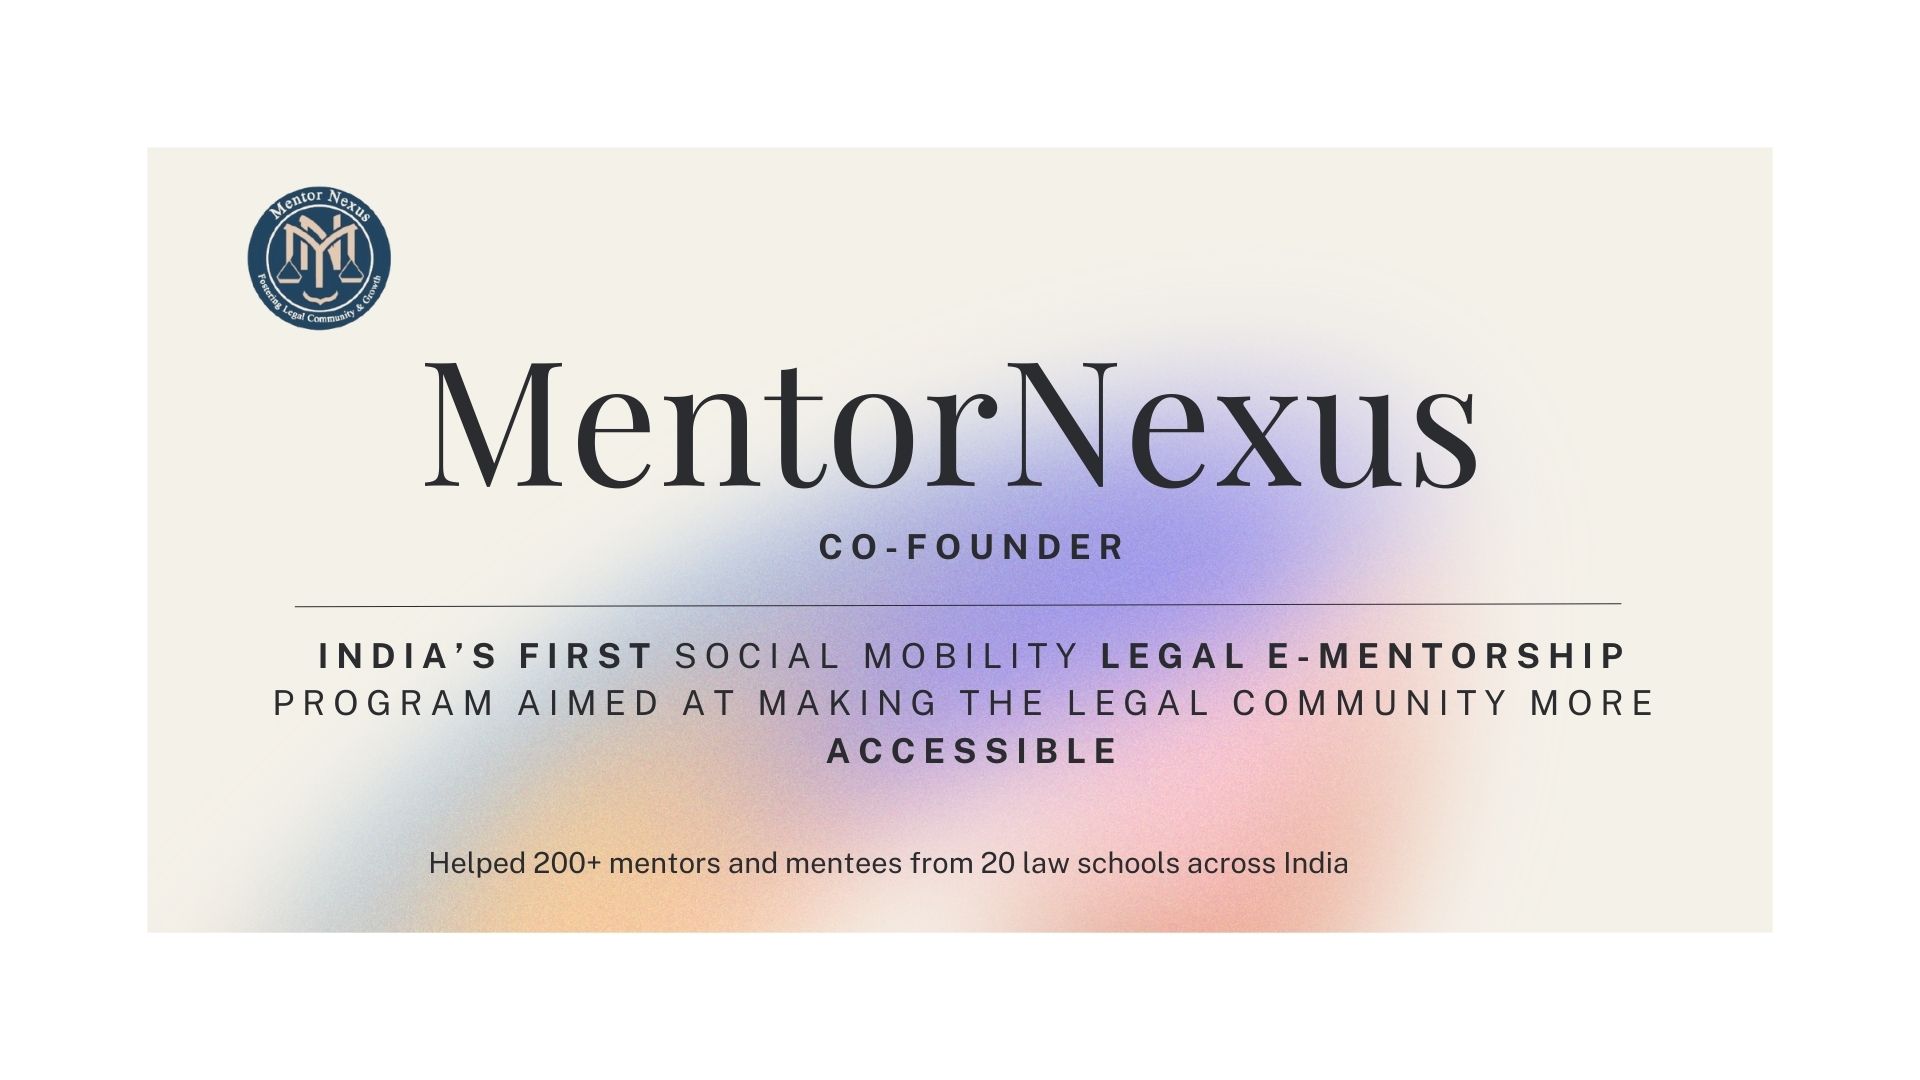 Mentor Nexus
Fostering Legal Community & Growth
MentorNexus
CO-FOUNDER
INDIA’S FIRST SOCIAL MOBILITY LEGAL E-MENTORSHIP
PROGRAM AIMED AT MAKING THE LEGAL COMMUNITY MORE
ACCESSIBLE
Helped 200+ mentors and mentees from 20 law schools across India